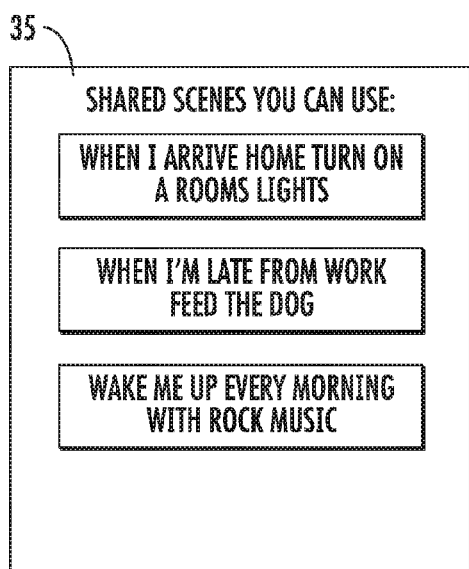 35
SHARED SCENES YOU CAN USE:
WHEN I ARRIVE HOME TURN ON
A ROOMS LIGHTS
WHEN I'M LATE FROM WORK
FEED THE DOG
WAKE ME UP EVERY MORNING
WITH ROCK MUSIC